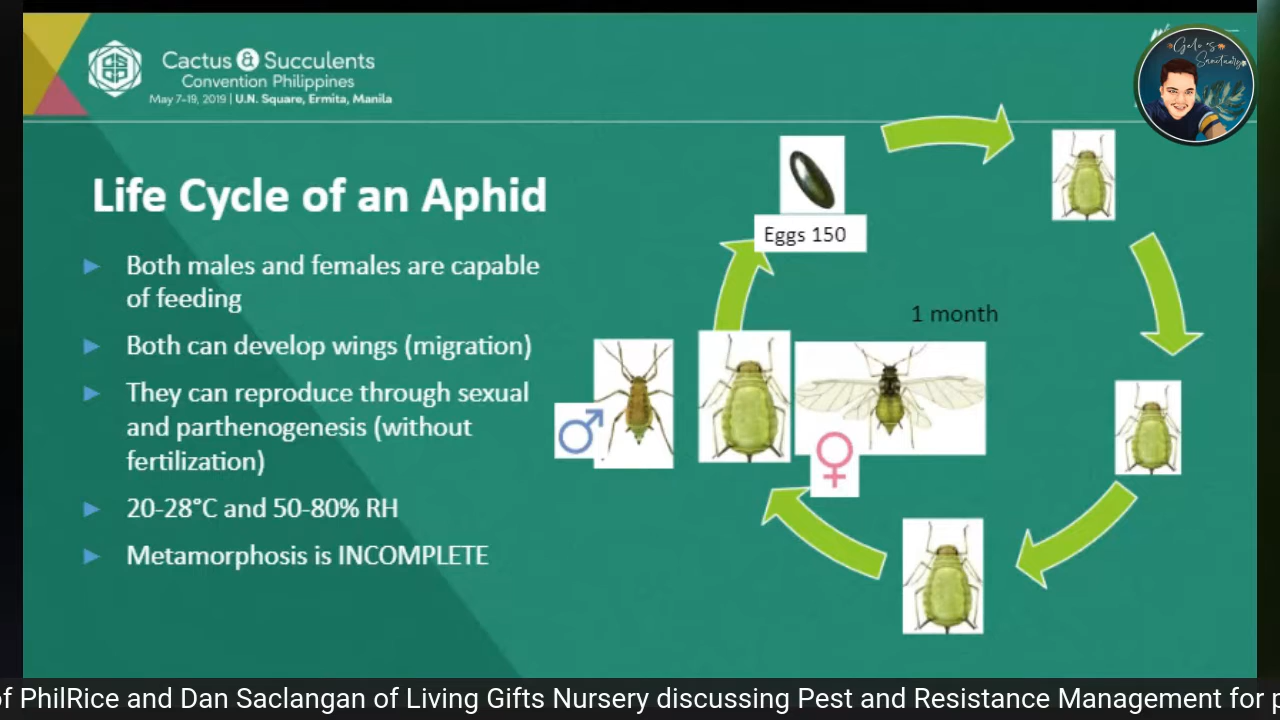 Cactus & Succulents
Convention Philippines
May 7-19, 2019 | U.N. Square, Ermita, Manila
Gelo's
Sanctuary
Life Cycle of an Aphid
Both males and females are capable
of feeding
Both can develop wings (migration)
They can reproduce through sexual
and parthenogenesis (without
fertilization)
20-28°C and 50-80% RH
Metamorphosis is INCOMPLETE
Eggs 150
1 month
of PhilRice and Dan Saclangan of Living Gifts Nursery discussing Pest and Resistance Management for p